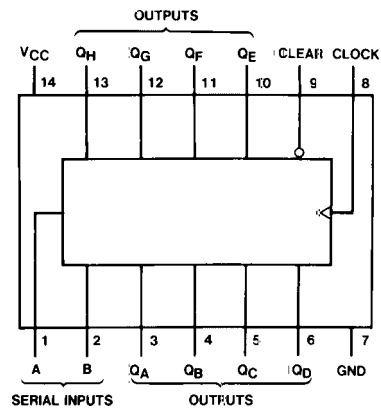 OUTPUTS
VCC QH QG QF QE CLEAR CLOCK
14 13 12 11 10 9 8
1 2 3 4 5 6 7
A B QA QB QC QD GND
SERIAL INPUTS OUTPUTS